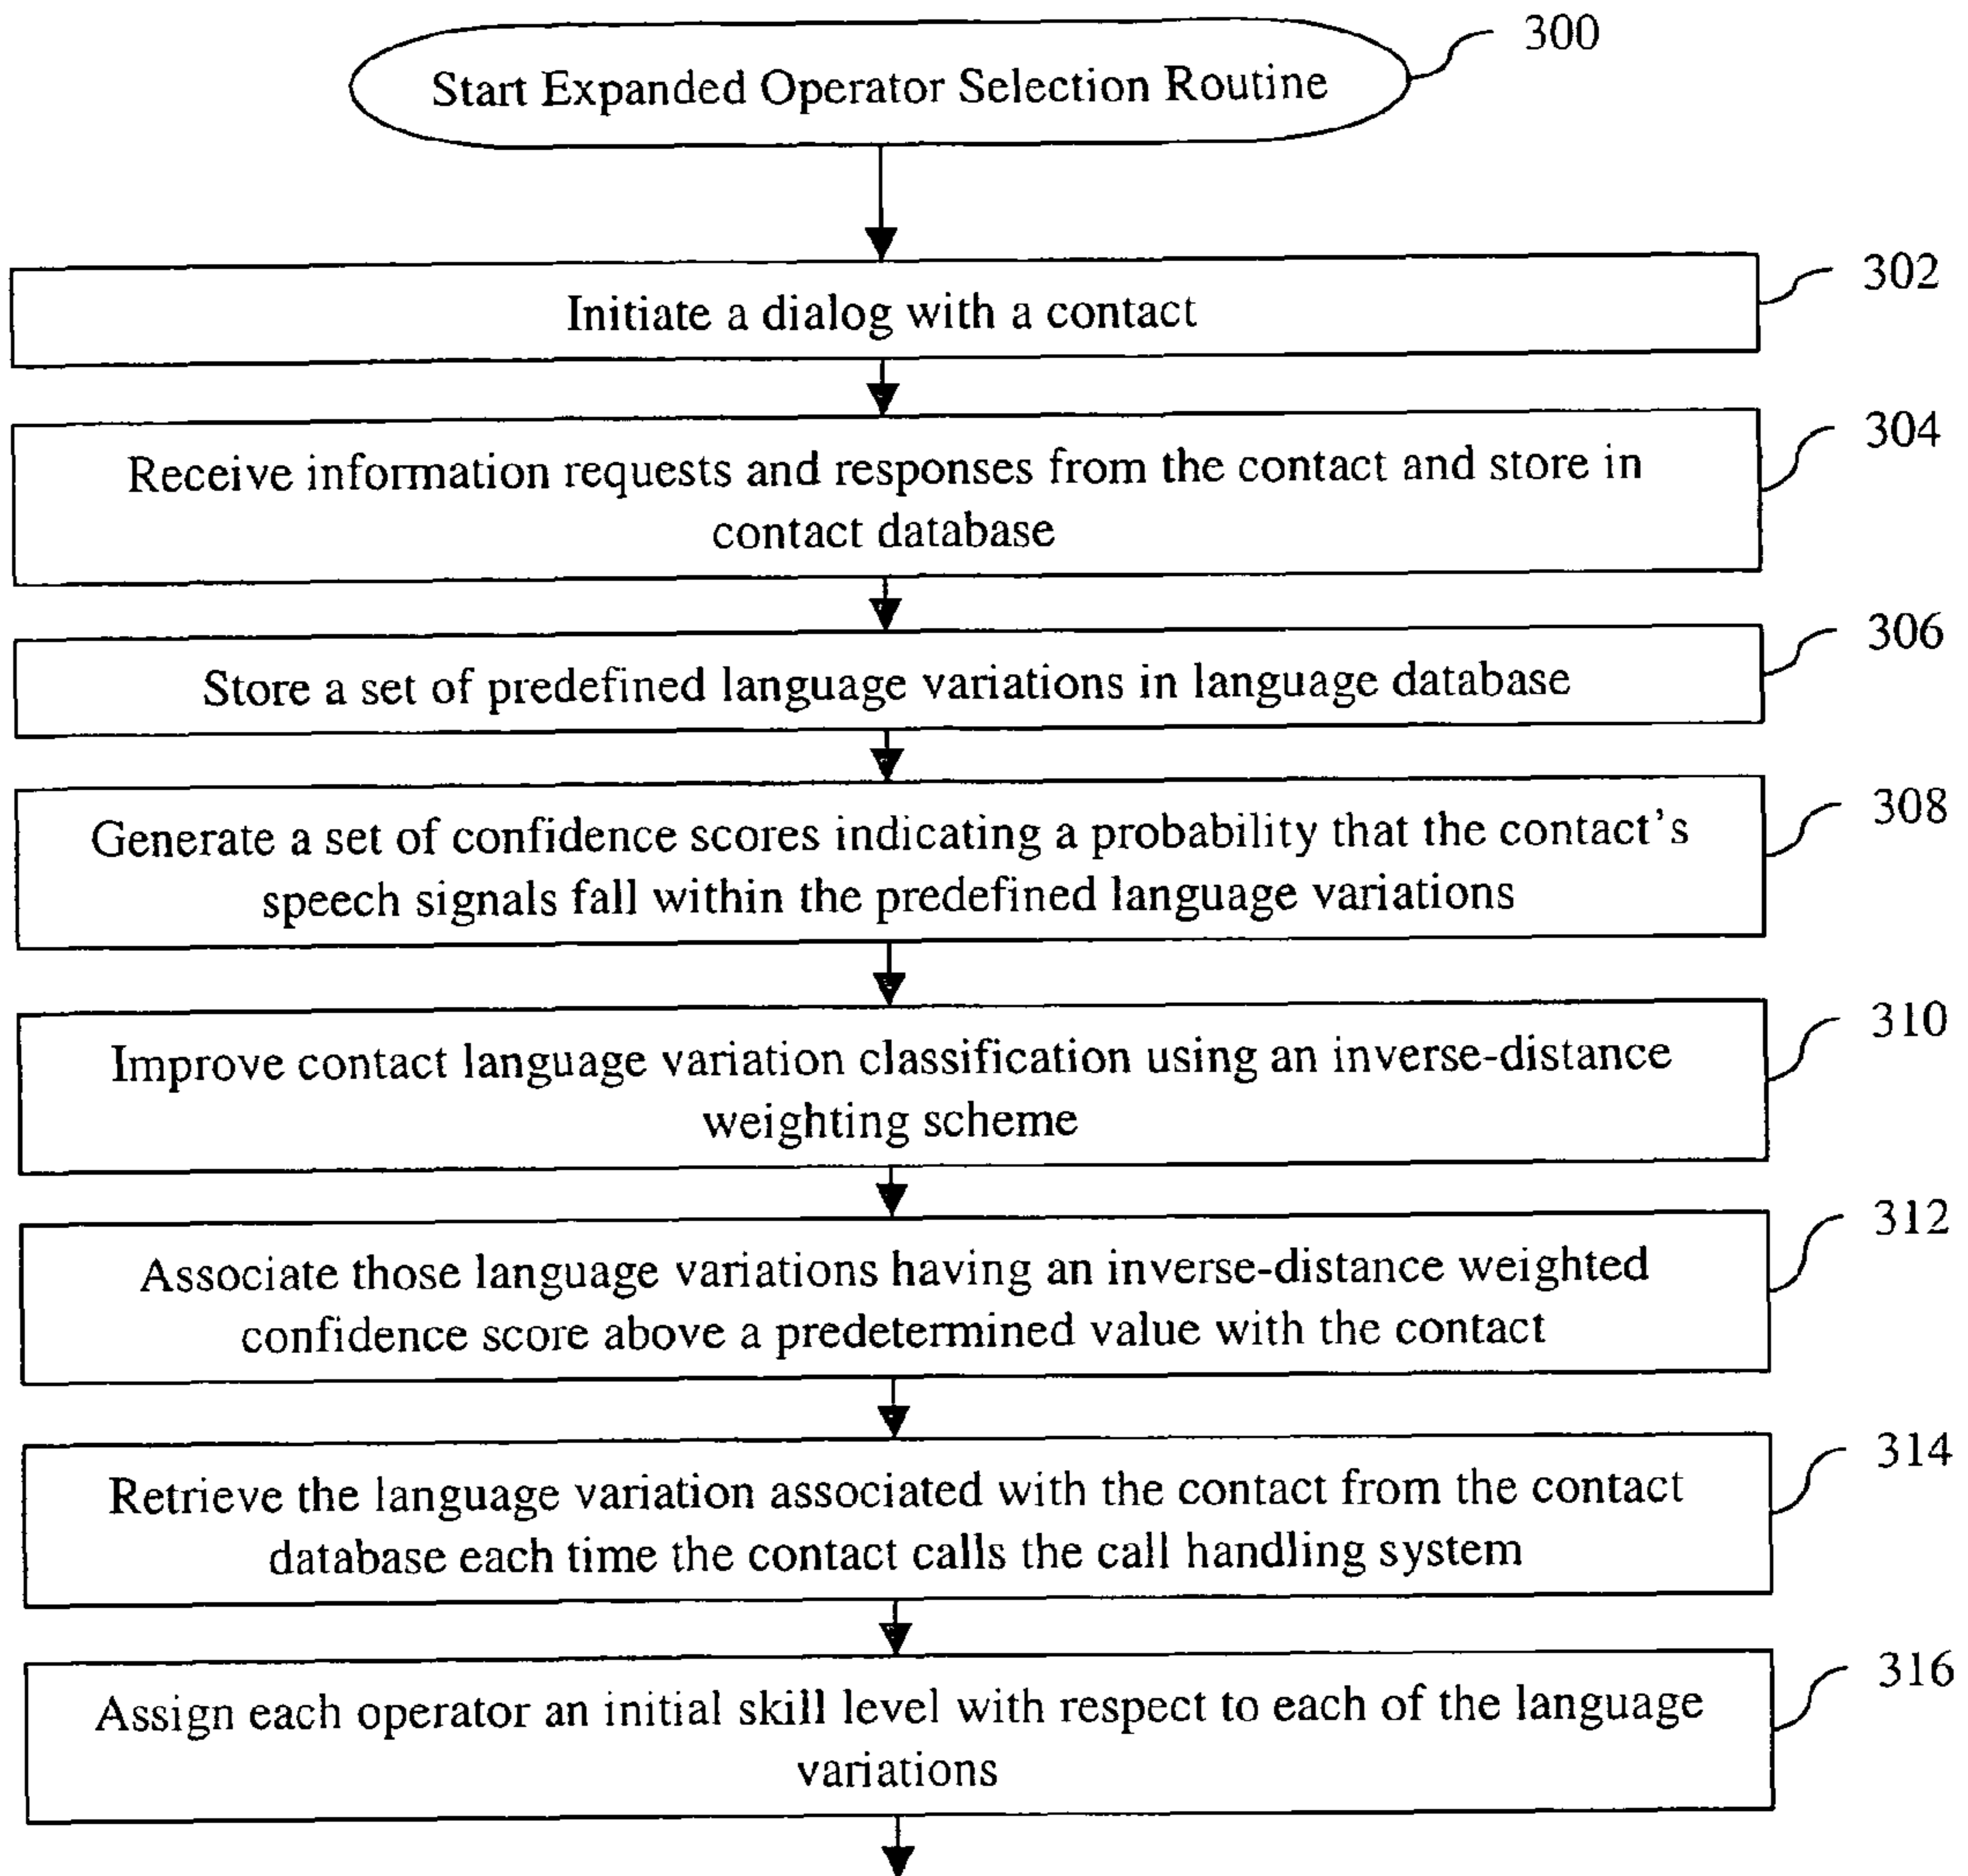 300
Start Expanded Operator Selection Routine
302
Initiate a dialog with a contact
304
Receive information requests and responses from the contact and store in
contact database
306
Store a set of predefined language variations in language database
308
Generate a set of confidence scores indicating a probability that the contact's
speech signals fall within the predefined language variations
310
Improve contact language variation classification using an inverse-distance
weighting scheme
312
Associate those language variations having an inverse-distance weighted
confidence score above a predetermined value with the contact
314
Retrieve the language variation associated with the contact from the contact
database each time the contact calls the call handling system
316
Assign each operator an initial skill level with respect to each of the language
variations